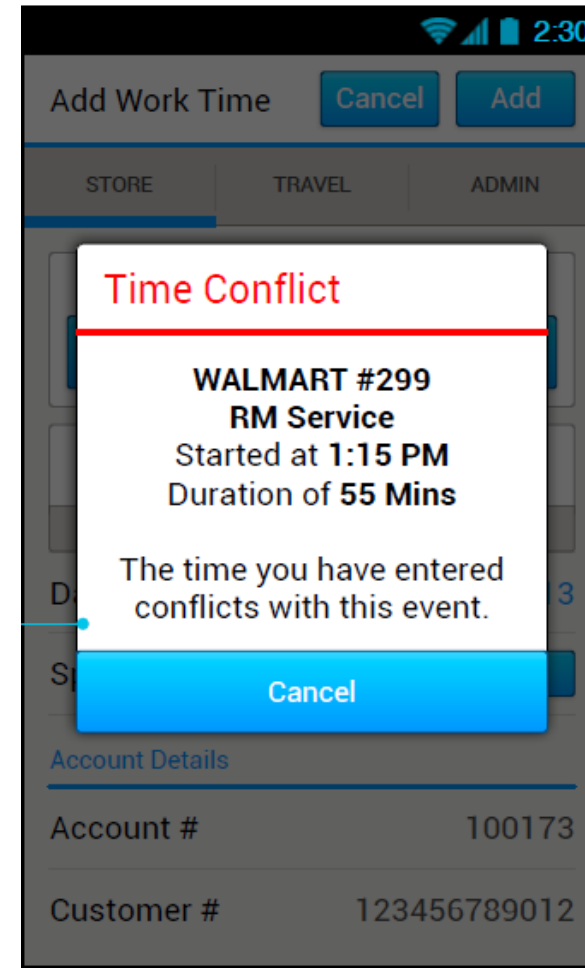 2:30
Add Work Time Cancel Add
STORE TRAVEL ADMIN
Time Conflict
WALMART #299
RM Service
Started at 1:15 PM
Duration of 55 Mins
The time you have entered
conflicts with this event.
Cancel
Account Details
Account # 100173
Customer # 123456789012